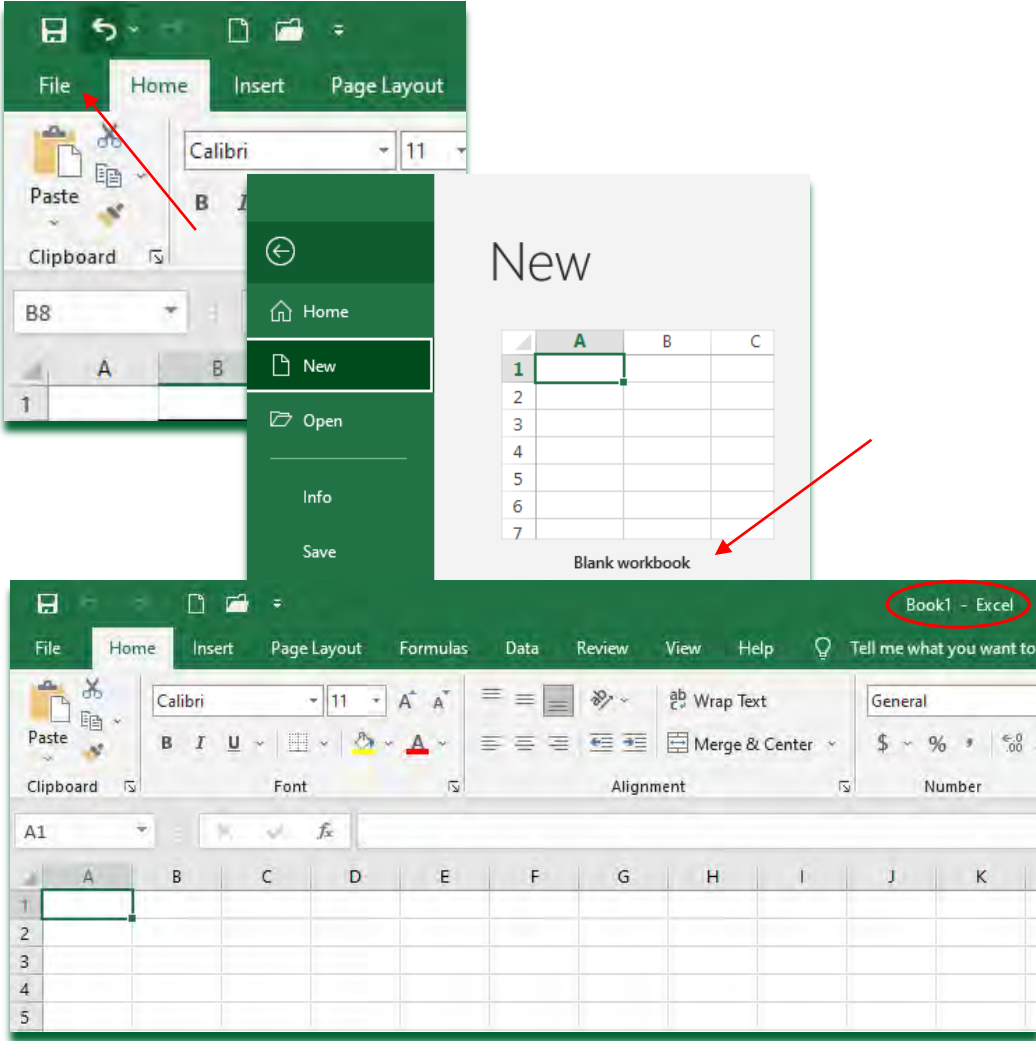 File Home Insert Page Layout
Calibri 11
Paste
B I
Clipboard
B8
A B
1
New
Home
New
Open
Info
Save
A B C
1
2
3
4
5
6
7
Blank workbook
Book1 - Excel
File Home Insert Page Layout Formulas Data Review View Help Tell me what you want to
Calibri 11 A A ab Wrap Text General
Paste
B I U A Merge & Center $ % , .00
Clipboard Font Alignment Number
A1 fx
A B C D E F G H I J K
1
2
3
4
5